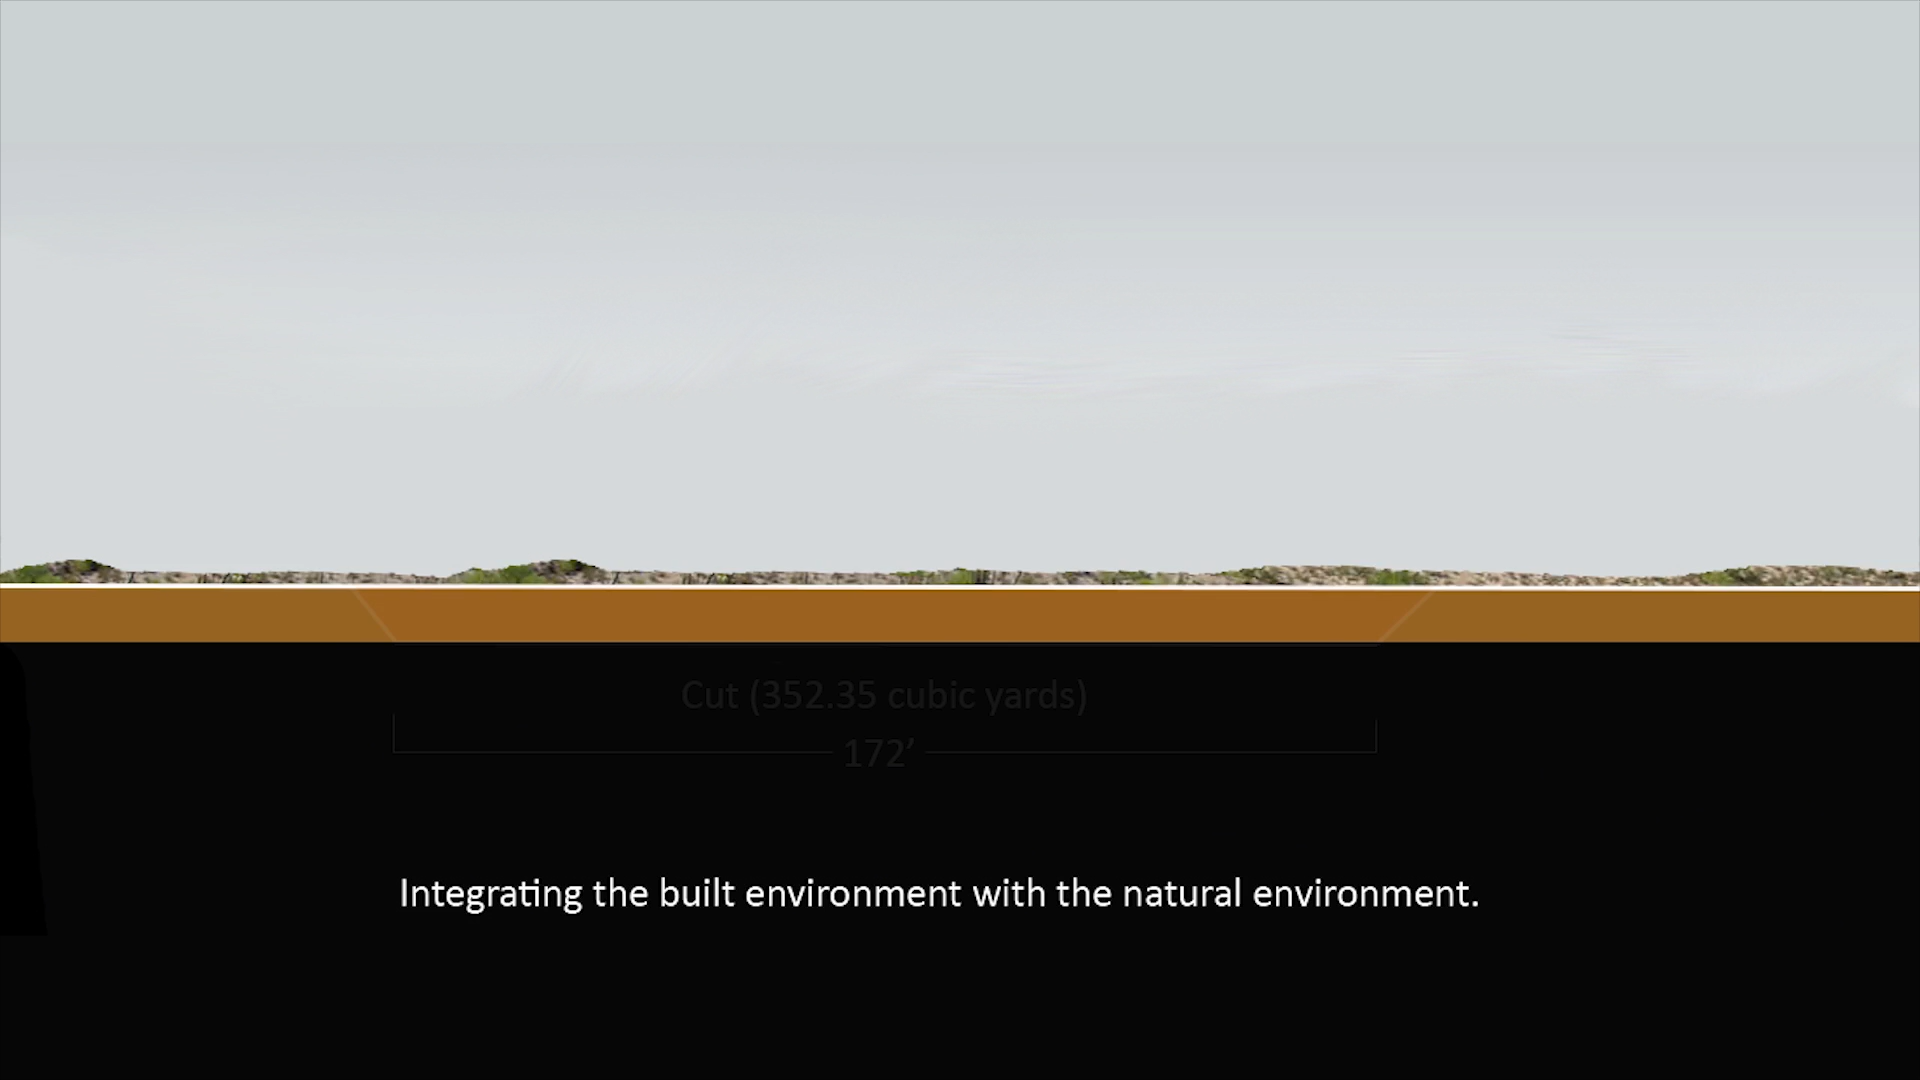 Cut (352.35 cubic yards)
172’
Integrating the built environment with the natural environment.